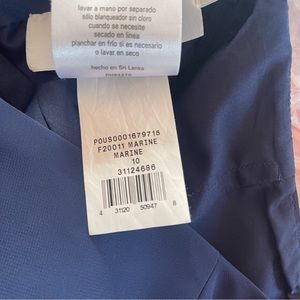 lavar a mano por separado
sólo blanqueador sin cloro
cuando se necesite
secado en línea
planchar en frío si es necesario
o lavar en seco
hecho en Sri Lanka
POUS0001679715
F20011 MARINE
MARINE
10
31124686
4 31120 50947 8